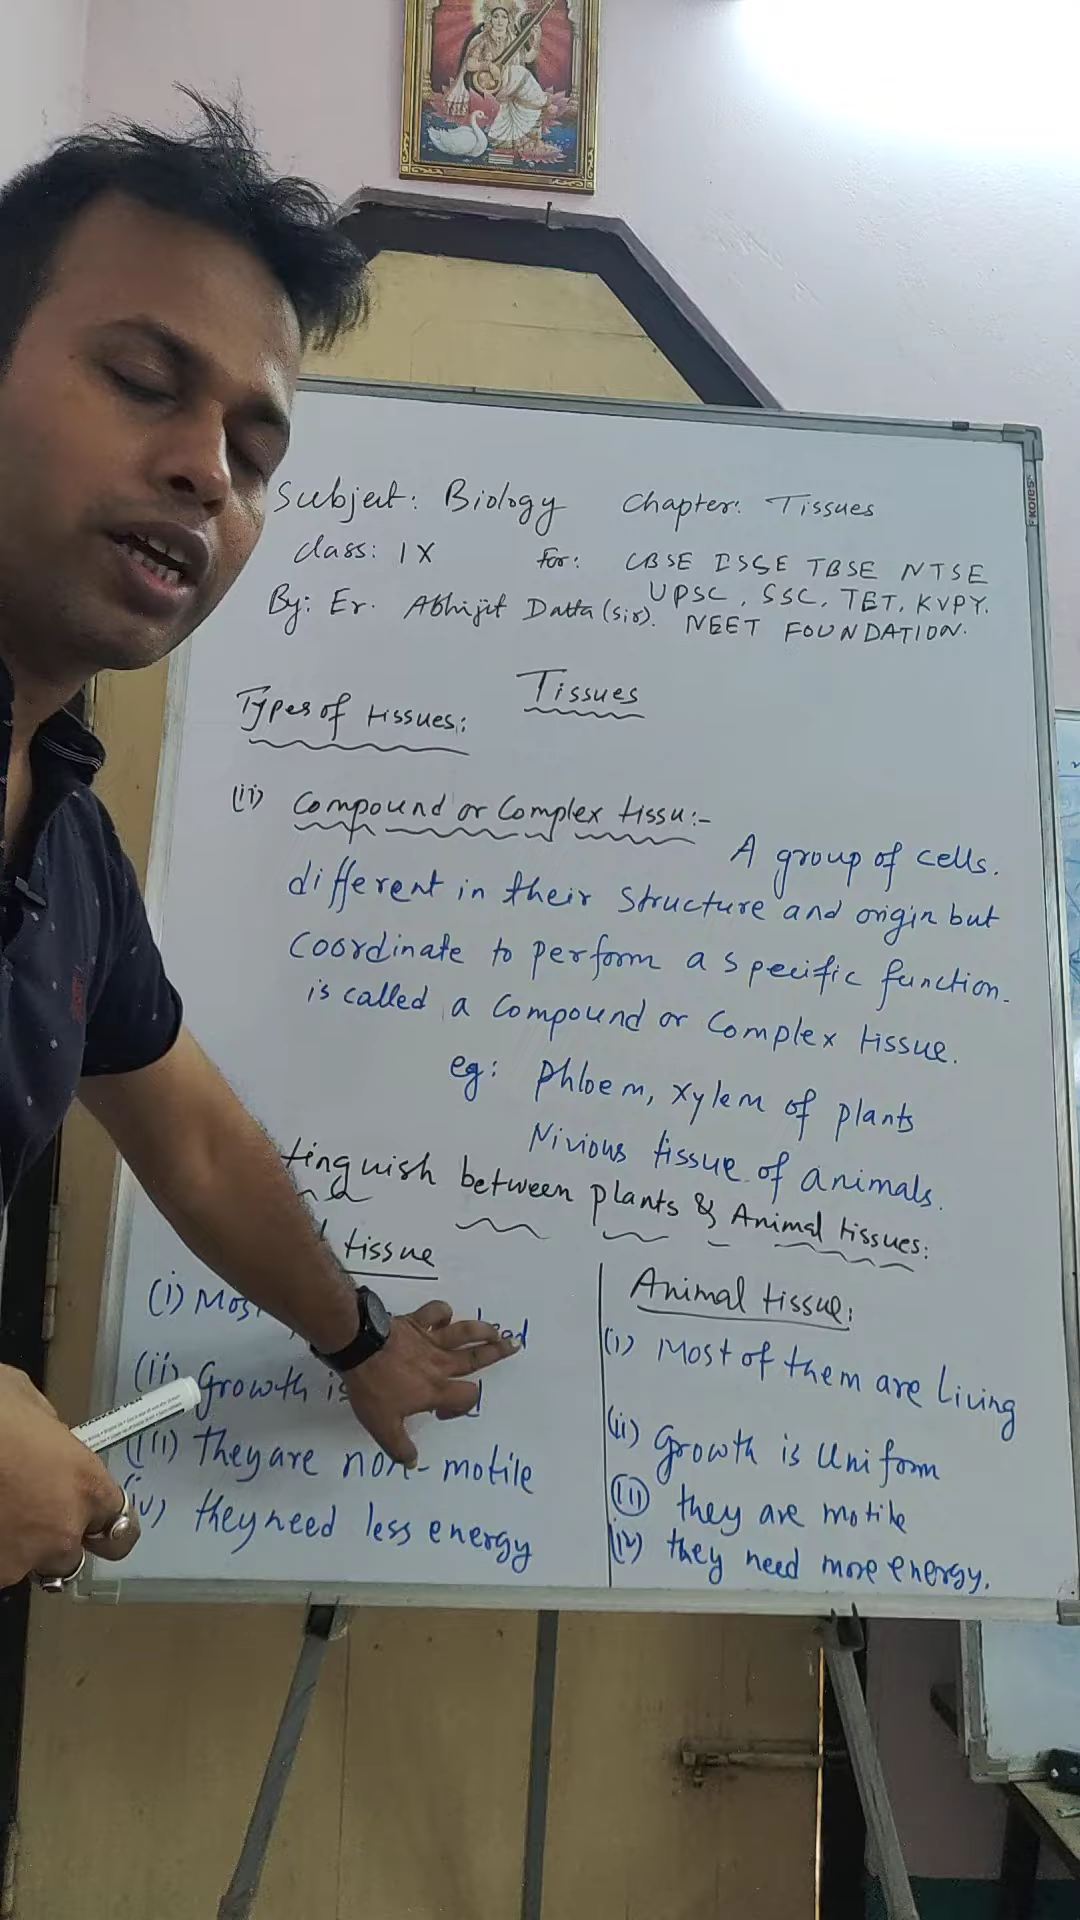 Subject: Biology Chapter: Tissues
Class: IX For: CBSE ISSE TBSE NTSE
UPSC, SSC, TET, KVPY.
By: Er. Abhijit Datta (Sir). NEET FOUNDATION.
Tissues
Types of tissues:
(ii) Compound or Complex tissu:-
A group of cells.
different in their structure and origin but
coordinate to perform a specific function.
is called a compound or complex tissue.
eg: Phloem, xylem of plants
Nivious tissue of animals.
tinguish between plants & Animal tissues:
tissue
(i) Most
(ii) Growth is
(iii) They are non-motile
(iv) they need less energy
Animal tissue:
(i) Most of them are living
(ii) Growth is Uniform
(iii) they are motile
(iv) they need more energy.
MARKER PEN
Kores